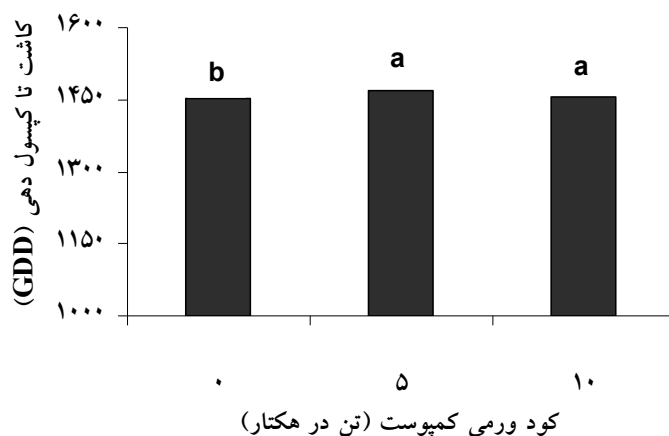 کاشت تا کپسول دهی (GDD)
۱۶۰۰
۱۴۵۰
۱۳۰۰
۱۱۵۰
۱۰۰۰
b
a
a
۰
۵
۱۰
کود ورمی کمپوست (تن در هکتار)